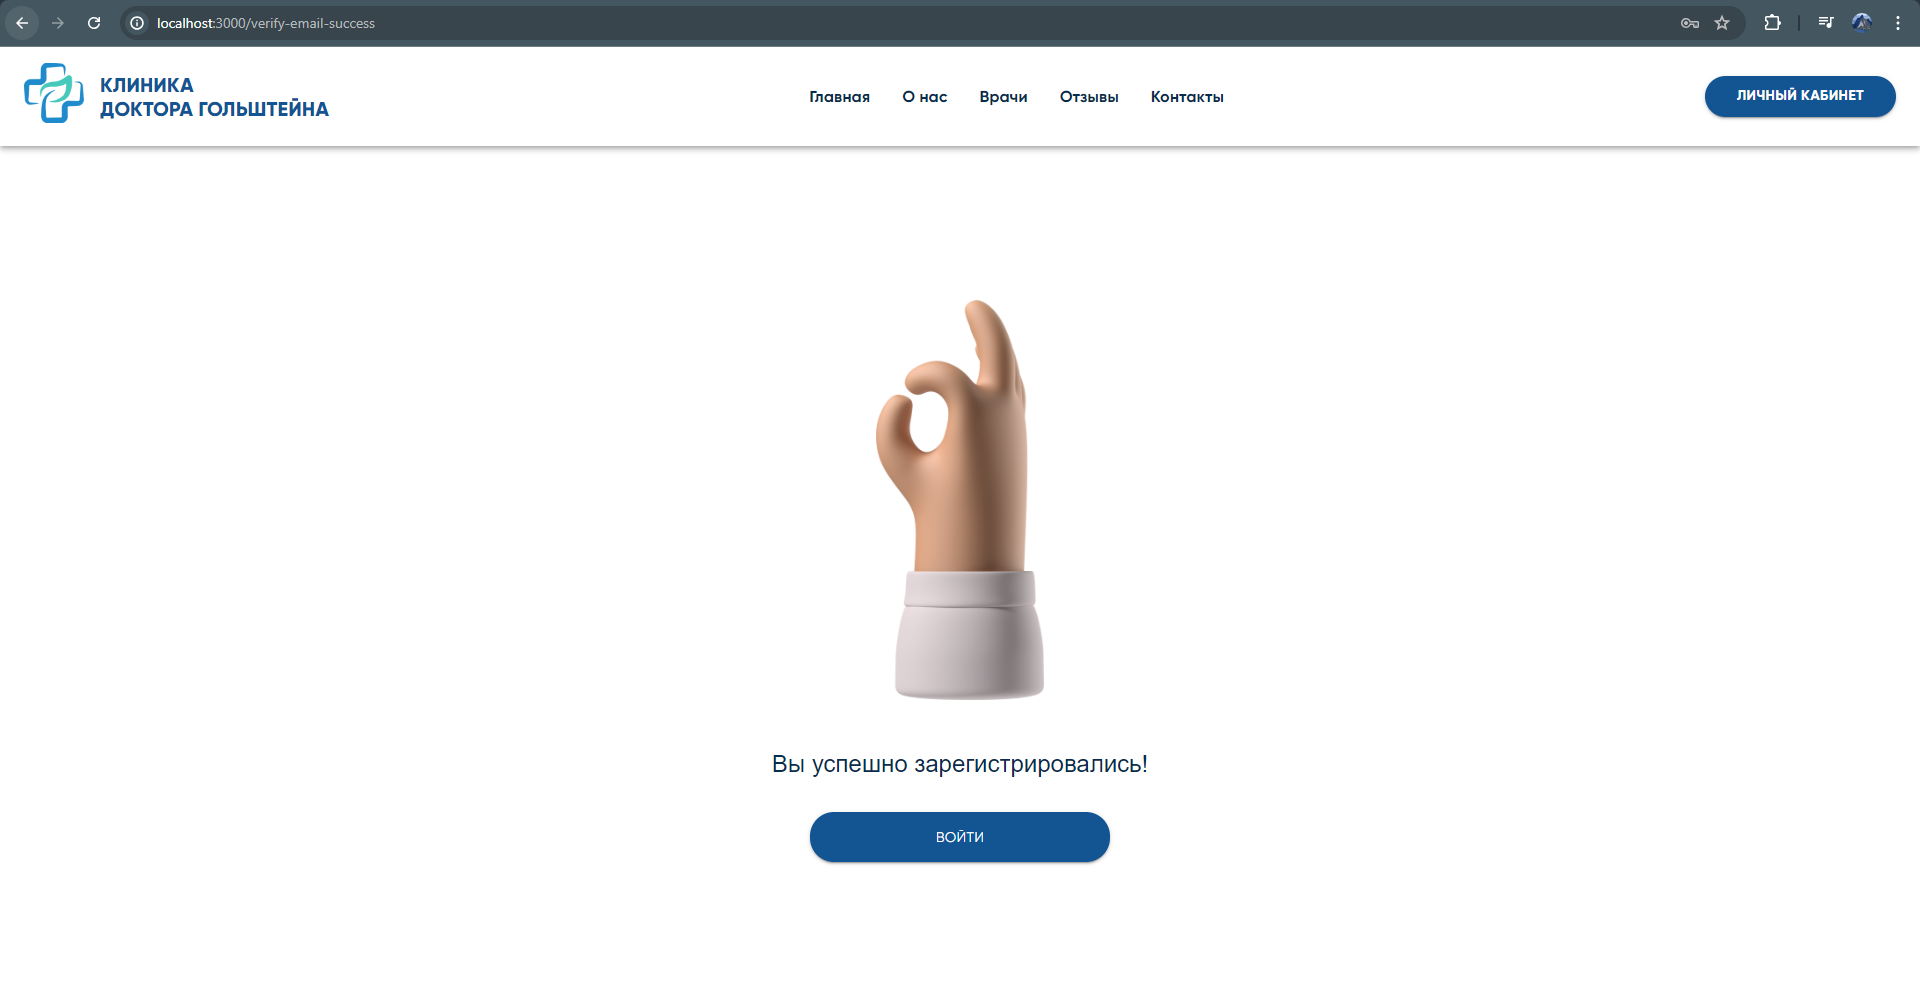 localhost:3000/verify-email-success
КЛИНИКА
ДОКТОРА ГОЛЬШТЕЙНА
Главная О нас Врачи Отзывы Контакты
ЛИЧНЫЙ КАБИНЕТ
Вы успешно зарегистрировались!
ВОЙТИ